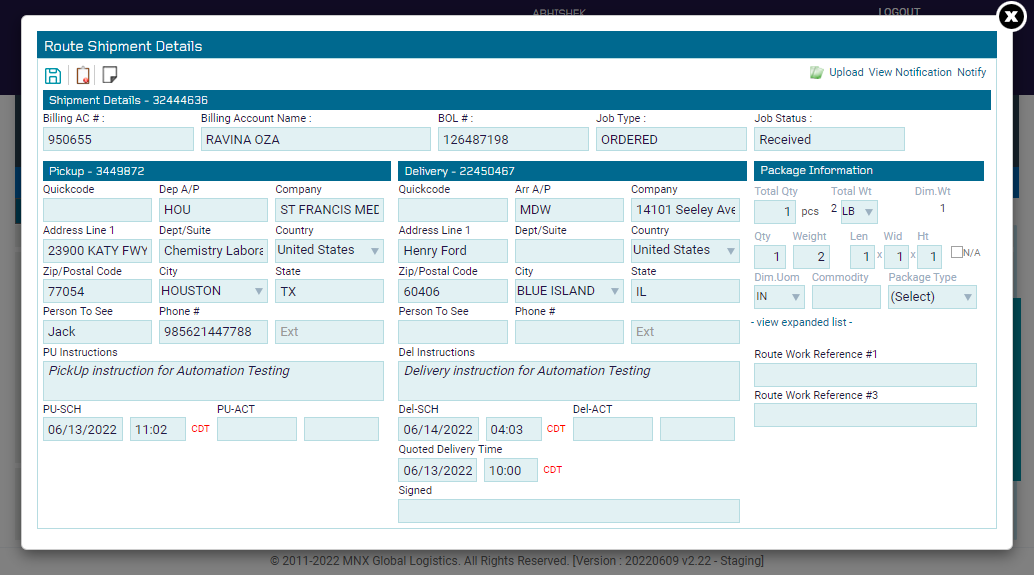 ABHISHEK
LOGOUT
Route Shipment Details
Upload View Notification Notify
Shipment Details - 32444636
Billing AC # : Billing Account Name : BOL # : Job Type : Job Status :
950655 RAVINA OZA 126487198 ORDERED Received
Pickup - 3449872
Quickcode Dep A/P Company
HOU ST FRANCIS MED
Address Line 1 Dept/Suite Country
23900 KATY FWY Chemistry Labora United States
Zip/Postal Code City State
77054 HOUSTON TX
Person To See Phone #
Jack 985621447788 Ext
PU Instructions
PickUp instruction for Automation Testing
PU-SCH PU-ACT
06/13/2022 11:02 CDT
Delivery - 22450467
Quickcode Arr A/P Company
MDW 14101 Seeley Ave
Address Line 1 Dept/Suite Country
Henry Ford United States
Zip/Postal Code City State
60406 BLUE ISLAND IL
Person To See Phone #
Ext
Del Instructions
Delivery instruction for Automation Testing
Del-SCH Del-ACT
06/14/2022 04:03 CDT
Quoted Delivery Time
06/13/2022 10:00 CDT
Signed
Package Information
Total Qty Total Wt Dim.Wt
1 pcs 2 LB 1
Qty Weight Len Wid Ht
1 2 1 x 1 x 1 N/A
Dim.Uom Commodity Package Type
IN (Select)
- view expanded list -
Route Work Reference #1
Route Work Reference #3
© 2011-2022 MNX Global Logistics. All Rights Reserved. [Version : 20220609 v2.22 - Staging]